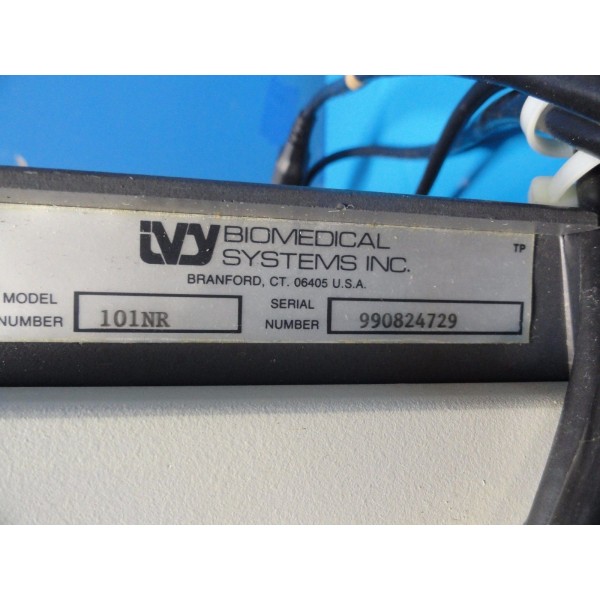 ivy BIOMEDICAL
SYSTEMS INC.
TP
BRANFORD, CT. 06405 U.S.A.
MODEL NUMBER 101NR
SERIAL NUMBER 990824729